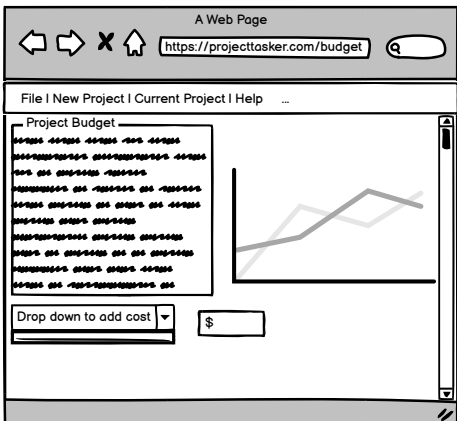 A Web Page
https://projecttasker.com/budget
File | New Project | Current Project | Help ...
Project Budget
Drop down to add cost
$